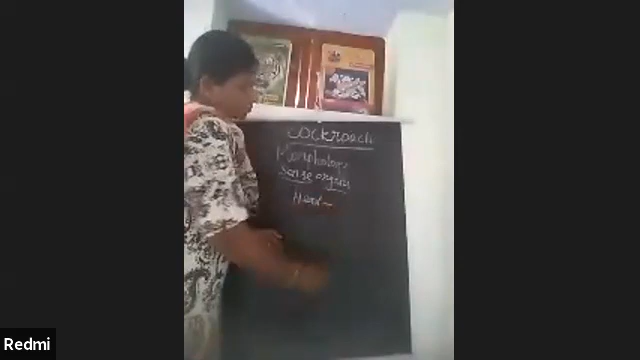 Cockroach
Morphology
Sense organs
Head -
Redmi